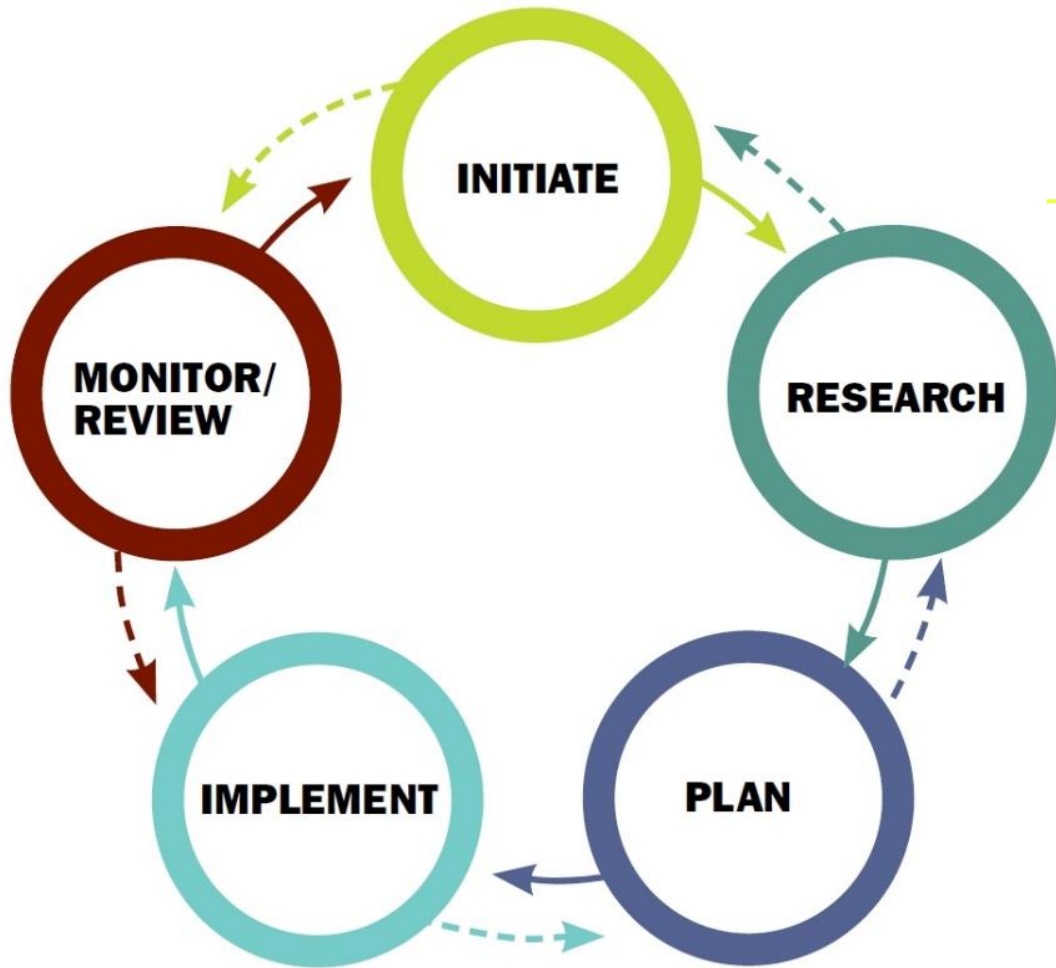 INITIATE
RESEARCH
PLAN
IMPLEMENT
MONITOR/
REVIEW